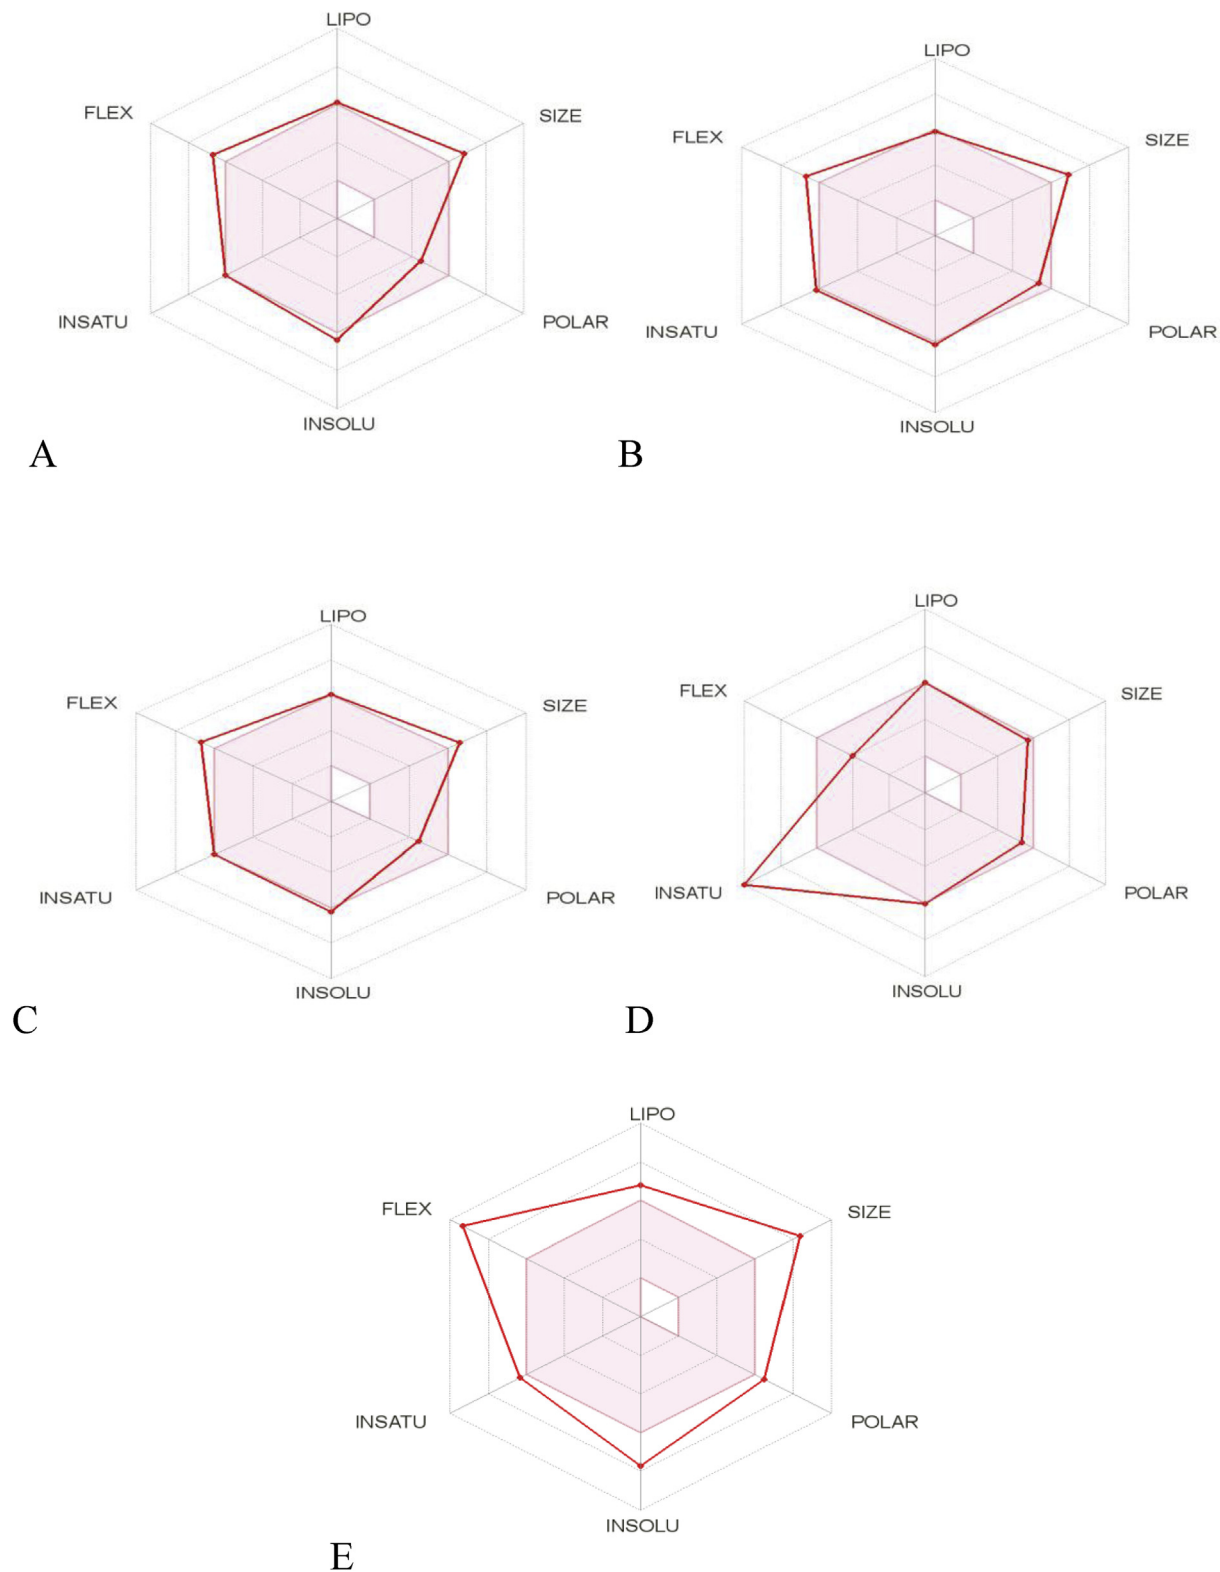 LIPO
FLEX
SIZE
INSATU
POLAR
INSOLU
A
LIPO
FLEX
SIZE
INSATU
POLAR
INSOLU
B
LIPO
FLEX
SIZE
INSATU
POLAR
INSOLU
C
LIPO
FLEX
SIZE
INSATU
POLAR
INSOLU
D
LIPO
FLEX
SIZE
INSATU
POLAR
INSOLU
E